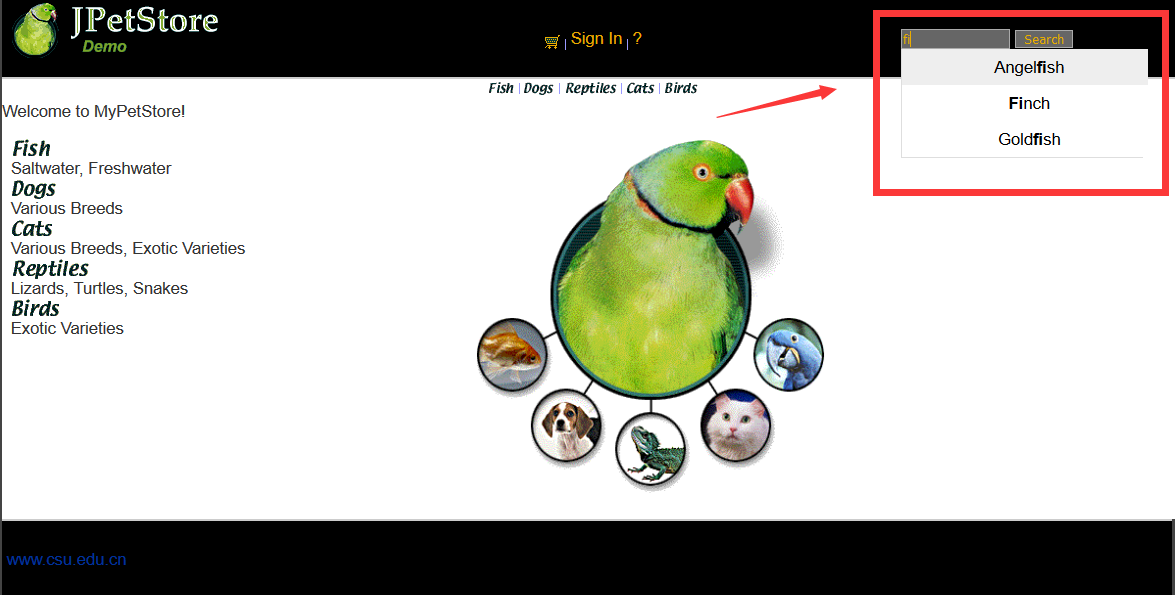 JPetStore
Demo
Sign In | ?
fi Search
Angelfish
Finch
Goldfish
Fish | Dogs | Reptiles | Cats | Birds
Welcome to MyPetStore!
Fish
Saltwater, Freshwater
Dogs
Various Breeds
Cats
Various Breeds, Exotic Varieties
Reptiles
Lizards, Turtles, Snakes
Birds
Exotic Varieties
www.csu.edu.cn